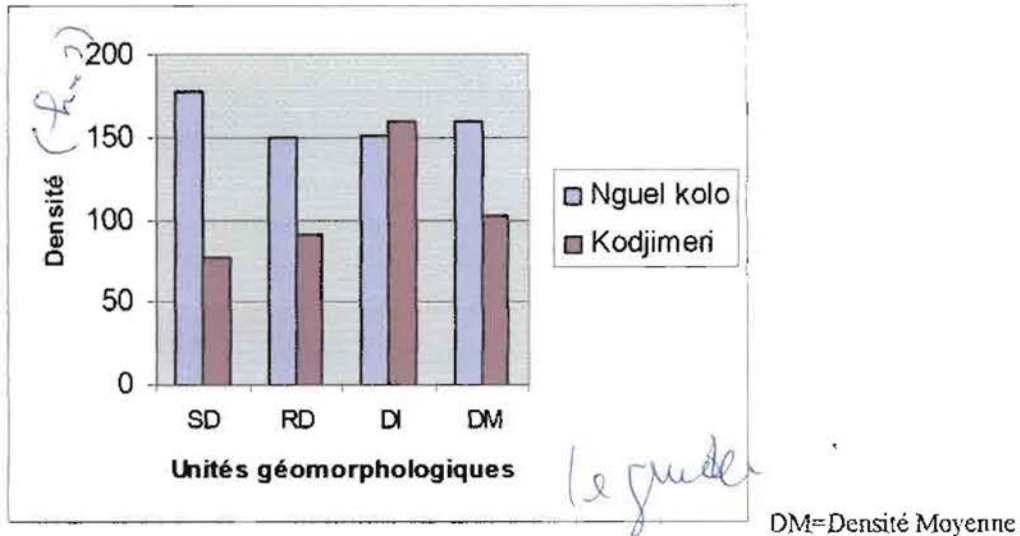 200
150
100
50
0
Densité
SD RD DI DM
Unités géomorphologiques
Nguel kolo
Kodjimeri
DM=Densité Moyenne